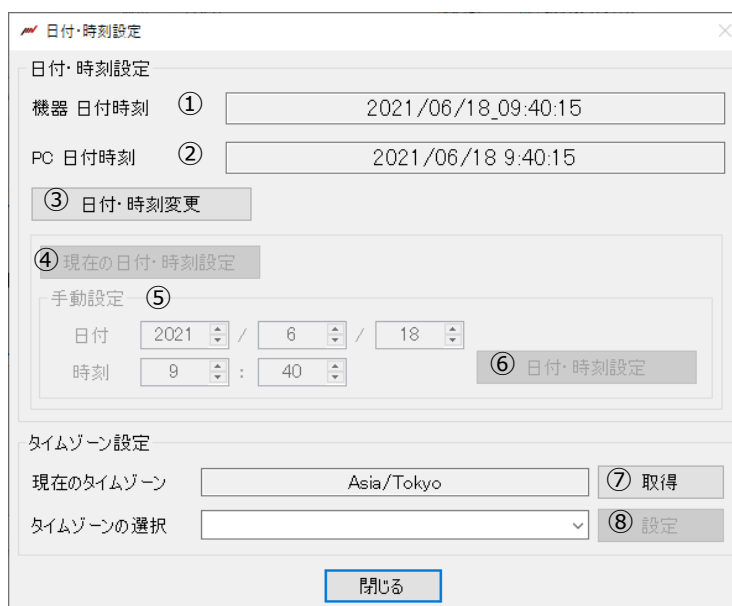 日付・時刻設定
日付・時刻設定
機器 日付時刻 ① 2021/06/18_09:40:15
PC 日付時刻 ② 2021/06/18 9:40:15
③ 日付・時刻変更
④ 現在の日付・時刻設定
手動設定 ⑤
日付 2021 / 6 / 18
時刻 9 : 40 ⑥ 日付・時刻設定
タイムゾーン設定
現在のタイムゾーン Asia/Tokyo ⑦ 取得
タイムゾーンの選択 ⑧ 設定
閉じる